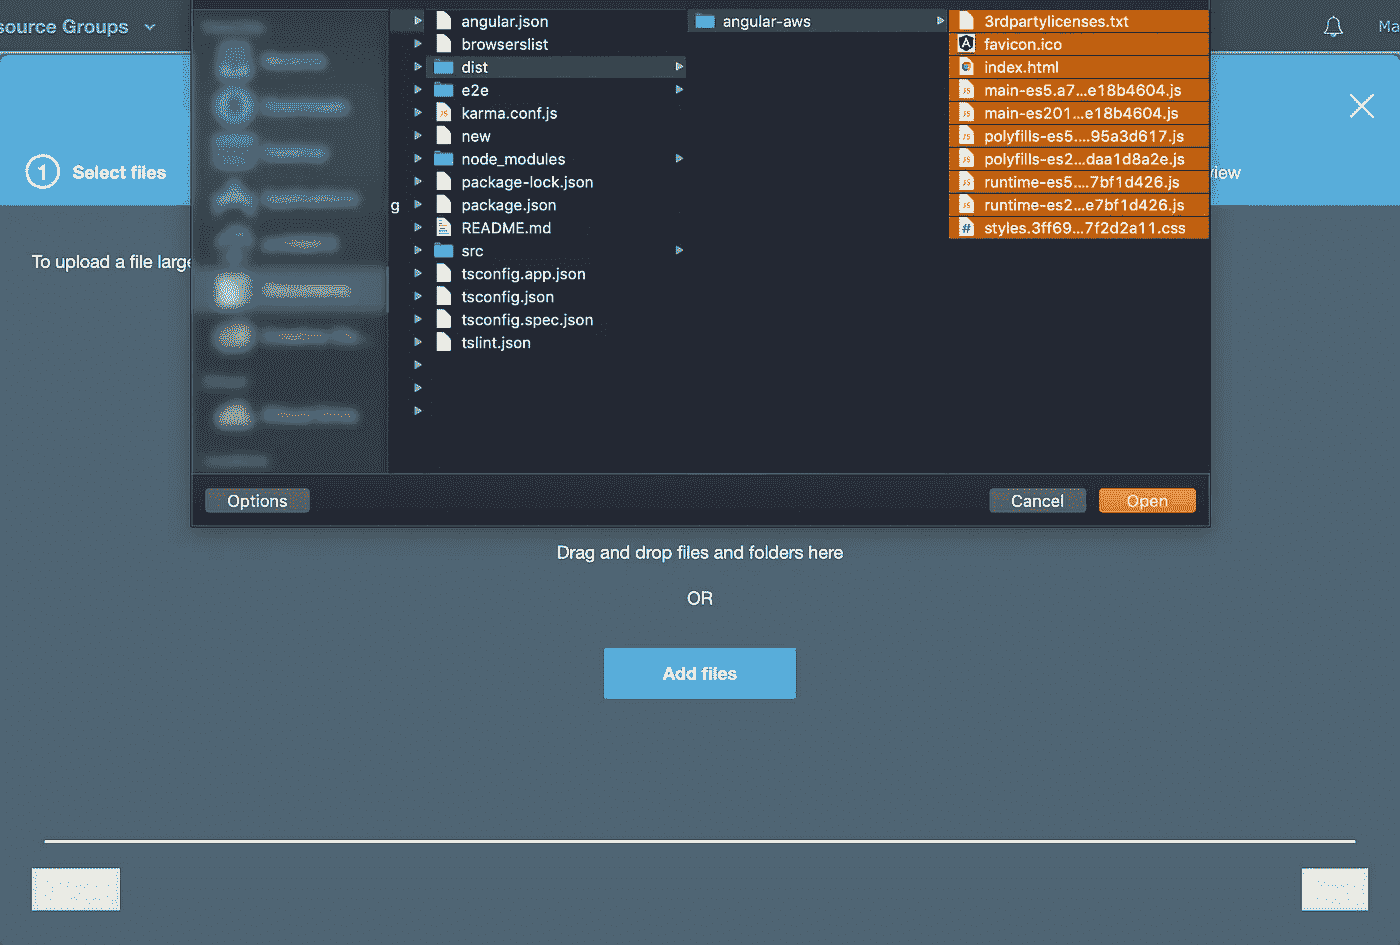 source Groups
Ma
1 Select files
view
To upload a file large
g
angular.json
browserslist
dist
e2e
karma.conf.js
new
node_modules
package-lock.json
package.json
README.md
src
tsconfig.app.json
tsconfig.json
tsconfig.spec.json
tslint.json
angular-aws
3rdpartylicenses.txt
favicon.ico
index.html
main-es5.a7...e18b4604.js
main-es201...e18b4604.js
polyfills-es5....95a3d617.js
polyfills-es2...daa1d8a2e.js
runtime-es5....7bf1d426.js
runtime-es2...e7bf1d426.js
styles.3ff69...7f2d2a11.css
Options
Cancel
Open
Drag and drop files and folders here
OR
Add files